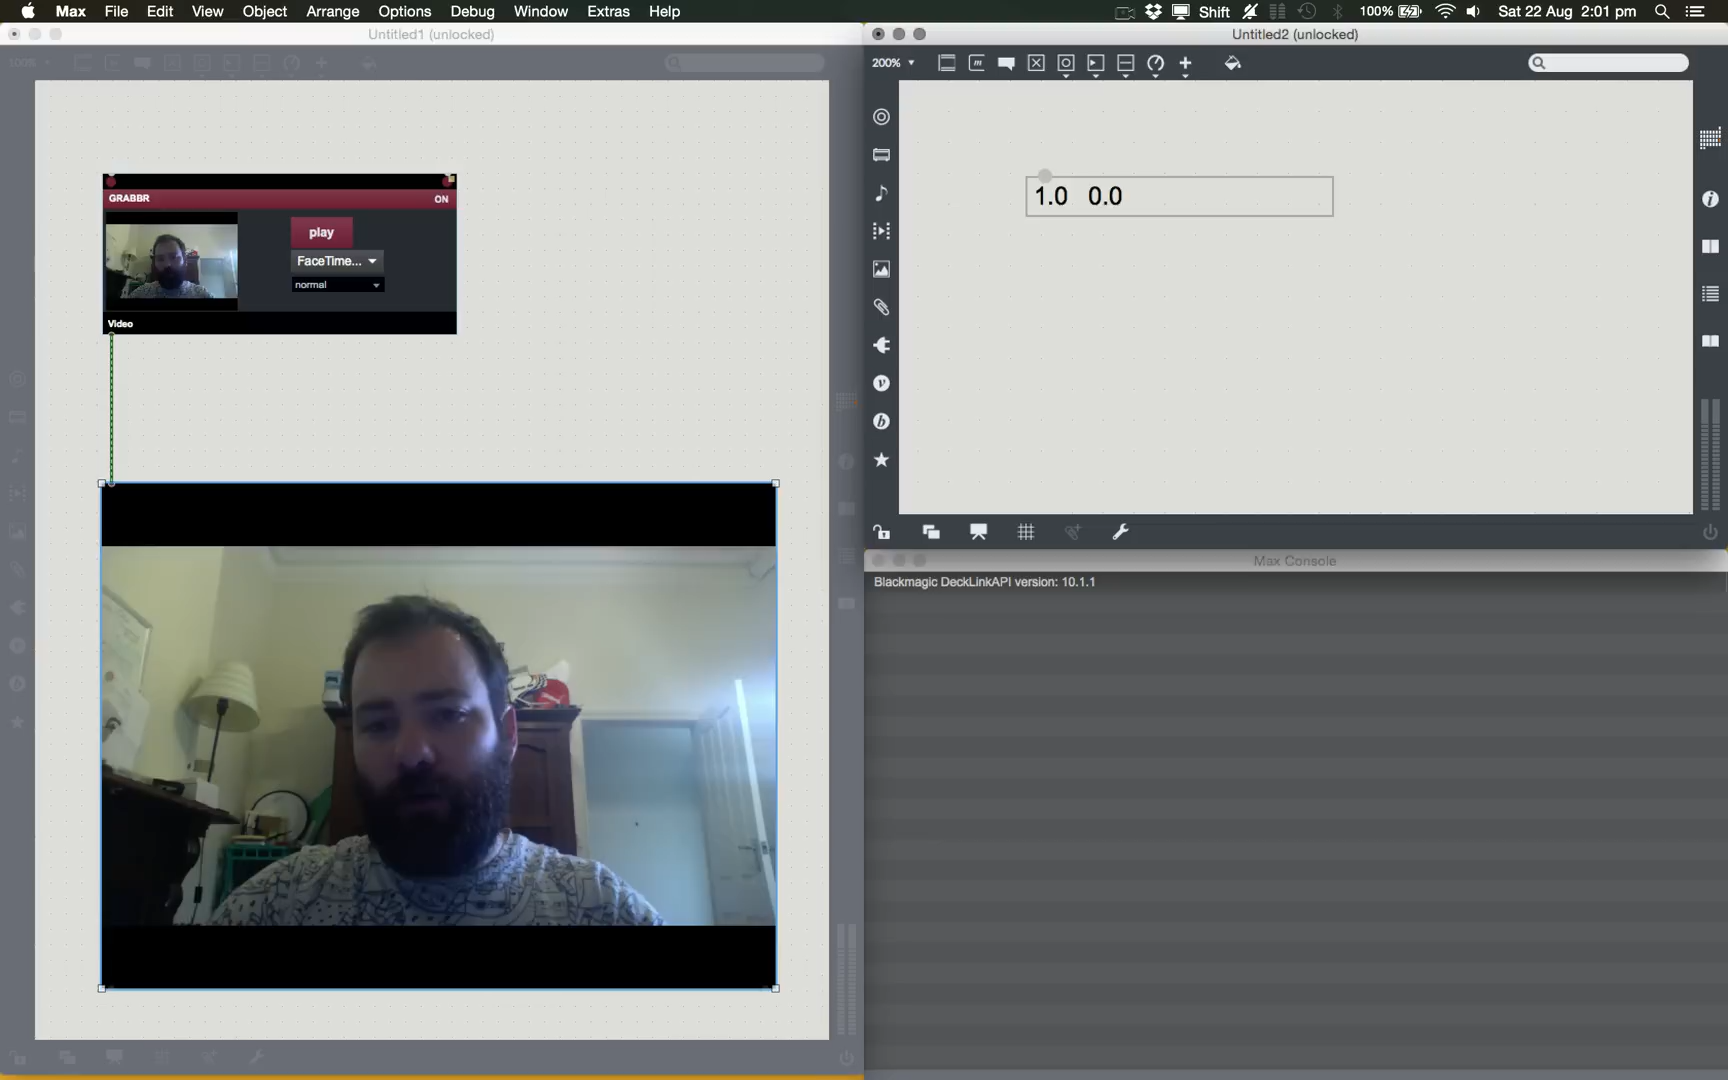 Max File Edit View Object Arrange Options Debug Window Extras Help Shift 100% Sat 22 Aug 2:01 pm
Untitled1 (unlocked)
Untitled2 (unlocked)
100%
200%
m
1.0 0.0
GRABBR ON
play
FaceTime...
normal
Video
Max Console
Blackmagic DeckLinkAPI version: 10.1.1